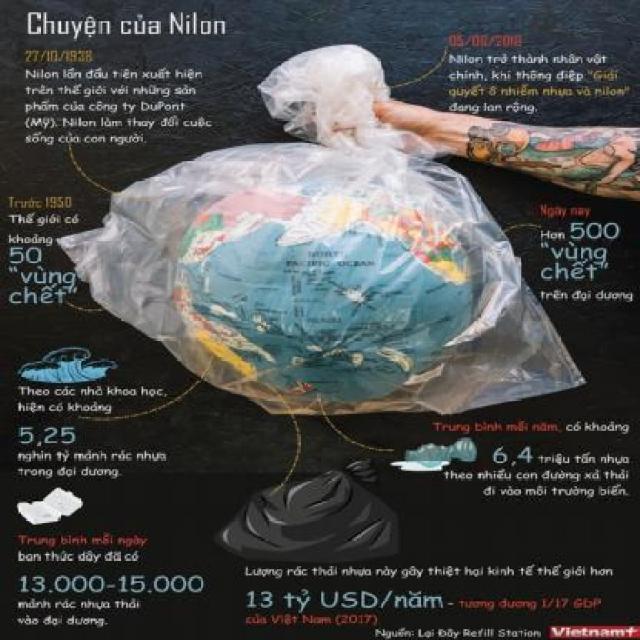 Chuyện của Nilon
27/10/1938
Nilon lần đầu tiên xuất hiện
trên thế giới với những sản
phẩm của công ty DuPont
(Mỹ). Nilon làm thay đổi cuộc
sống của con người.
05/06/2018
Nilon trở thành nhân vật
chính, khi thông điệp "Giải
quyết ô nhiễm nhựa và nilon"
đang lan rộng.
Trước 1950
Thế giới có
khoảng
50
"vùng
chết"
Ngày nay
Hơn 500
"vùng
chết"
trên đại dương
PACIFIC OCEAN
Theo các nhà khoa học,
hiện có khoảng
5,25
nghìn tỷ mảnh rác nhựa
trong đại dương.
Trung bình mỗi năm, có khoảng
6,4 triệu tấn nhựa
theo nhiều con đường xả thải
đi vào môi trường biển.
Trung bình mỗi ngày
bạn thức dậy đã có
13.000-15.000
mảnh rác nhựa thải
vào đại dương.
Lượng rác thải nhựa này gây thiệt hại kinh tế thế giới hơn
13 tỷ USD/năm - tương đương 1/17 GDP
của Việt Nam (2017)
Nguồn: Lại Đây Refill Station
Vietnam+